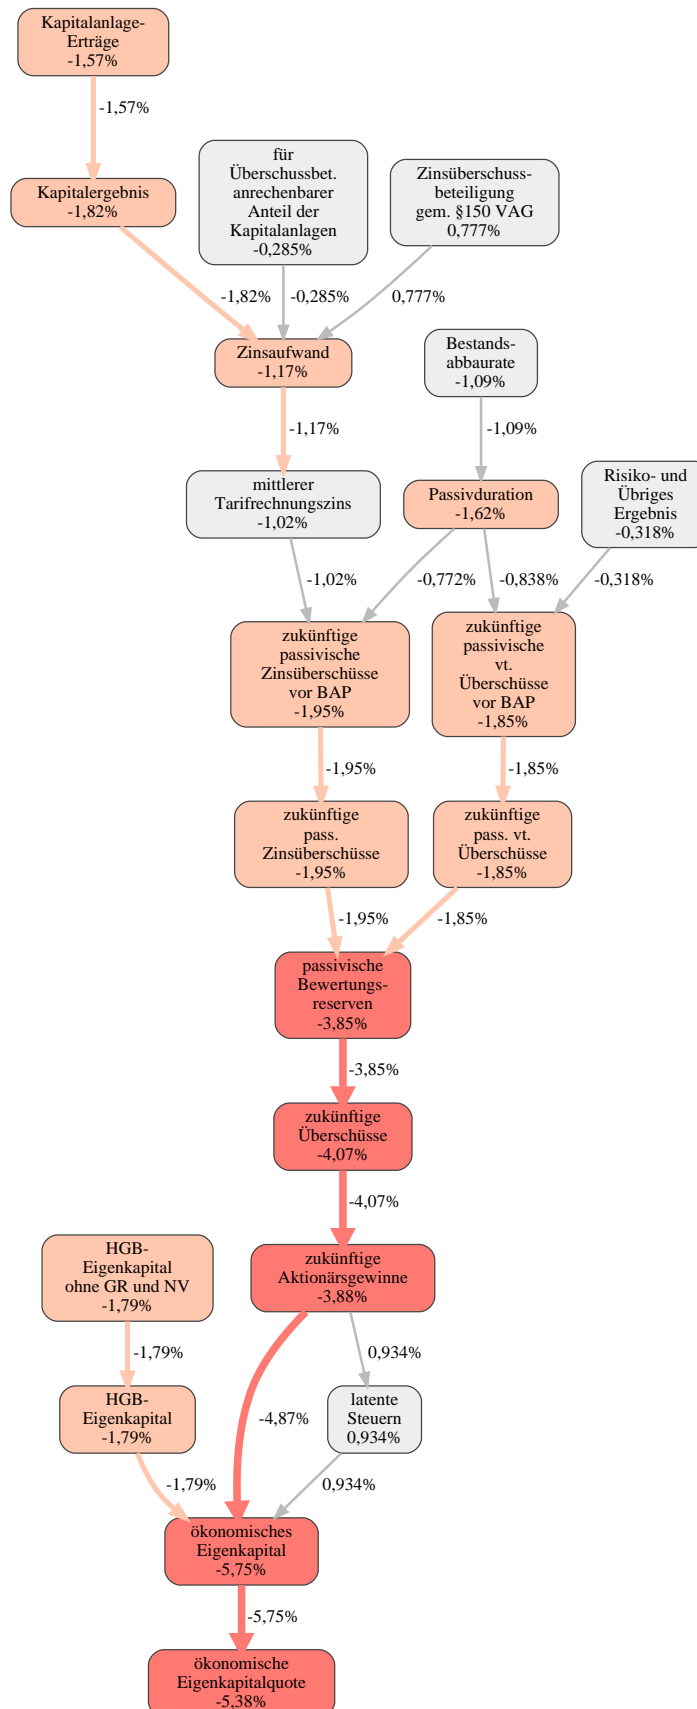 Kapitalanlage-
Erträge
-1,57%
-1,57%
für
Überschussbet.
anrechenbarer
Anteil der
Kapitalanlagen
-0,285%
Zinsüberschuss-
beteiligung
gem. §150 VAG
0,777%
Kapitalergebnis
-1,82%
-1,82%
-0,285%
0,777%
Zinsaufwand
-1,17%
Bestands-
abbaurate
-1,09%
-1,17%
-1,09%
mittlerer
Tarifrechnungszins
-1,02%
Passivduration
-1,62%
Risiko- und
Übriges
Ergebnis
-0,318%
-1,02%
-0,772%
-0,838%
-0,318%
zukünftige
passivische
Zinsüberschüsse
vor BAP
-1,95%
zukünftige
passivische
vt.
Überschüsse
vor BAP
-1,85%
-1,95%
-1,85%
zukünftige
pass.
Zinsüberschüsse
-1,95%
zukünftige
pass. vt.
Überschüsse
-1,85%
-1,95%
-1,85%
passivische
Bewertungs-
reserven
-3,85%
-3,85%
zukünftige
Überschüsse
-4,07%
-4,07%
HGB-
Eigenkapital
ohne GR und NV
-1,79%
zukünftige
Aktionärsgewinne
-3,88%
-1,79%
0,934%
HGB-
Eigenkapital
-1,79%
-4,87%
latente
Steuern
0,934%
-1,79%
0,934%
ökonomisches
Eigenkapital
-5,75%
-5,75%
ökonomische
Eigenkapitalquote
-5,38%